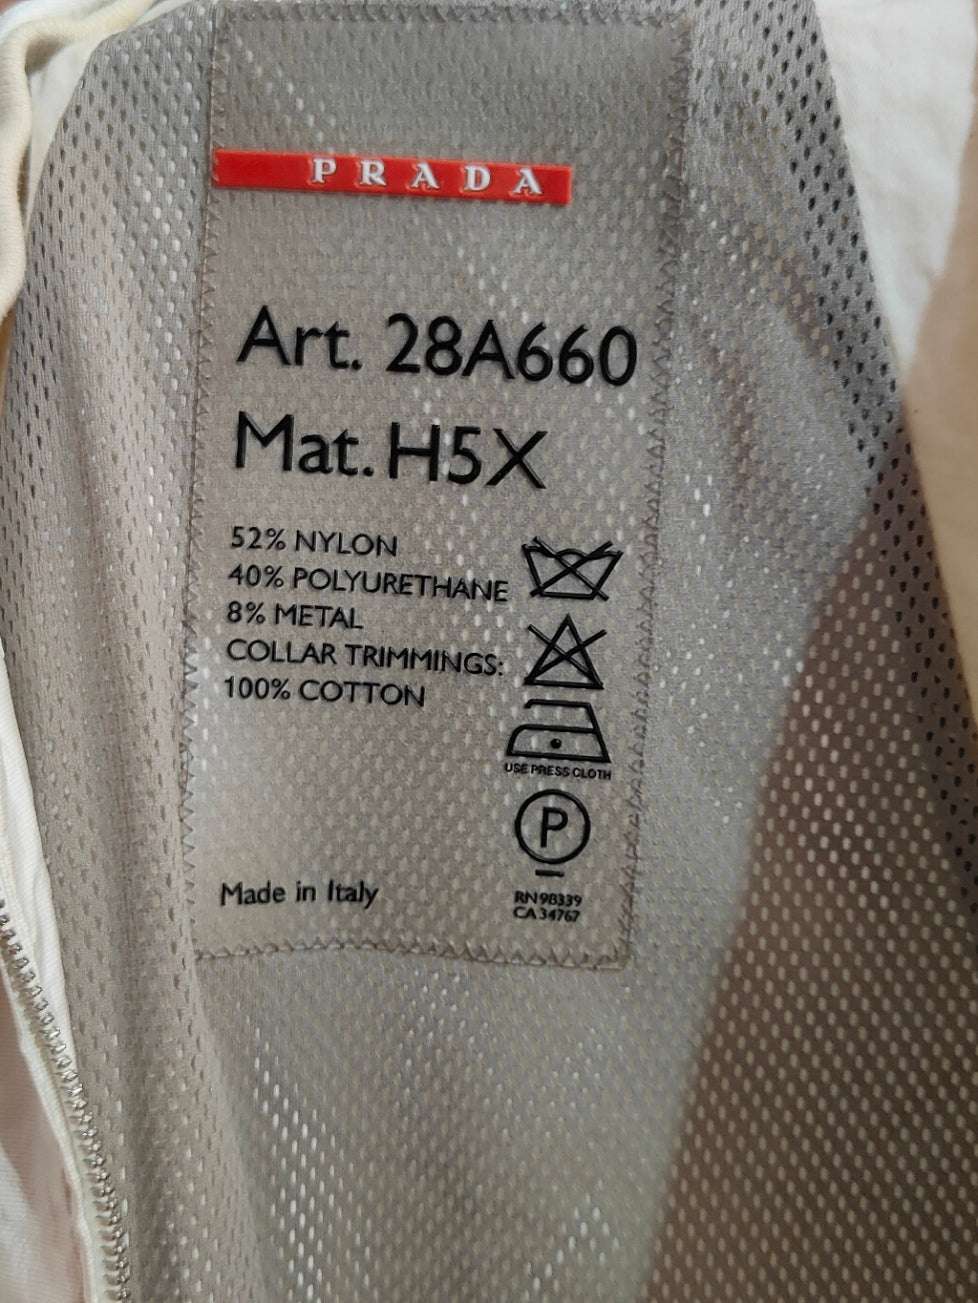 PRADA
Art. 28A660
Mat. H5X
52% NYLON
40% POLYURETHANE
8% METAL
COLLAR TRIMMINGS:
100% COTTON
USE PRESS CLOTH
P
Made in Italy
RN 98339
CA 34767